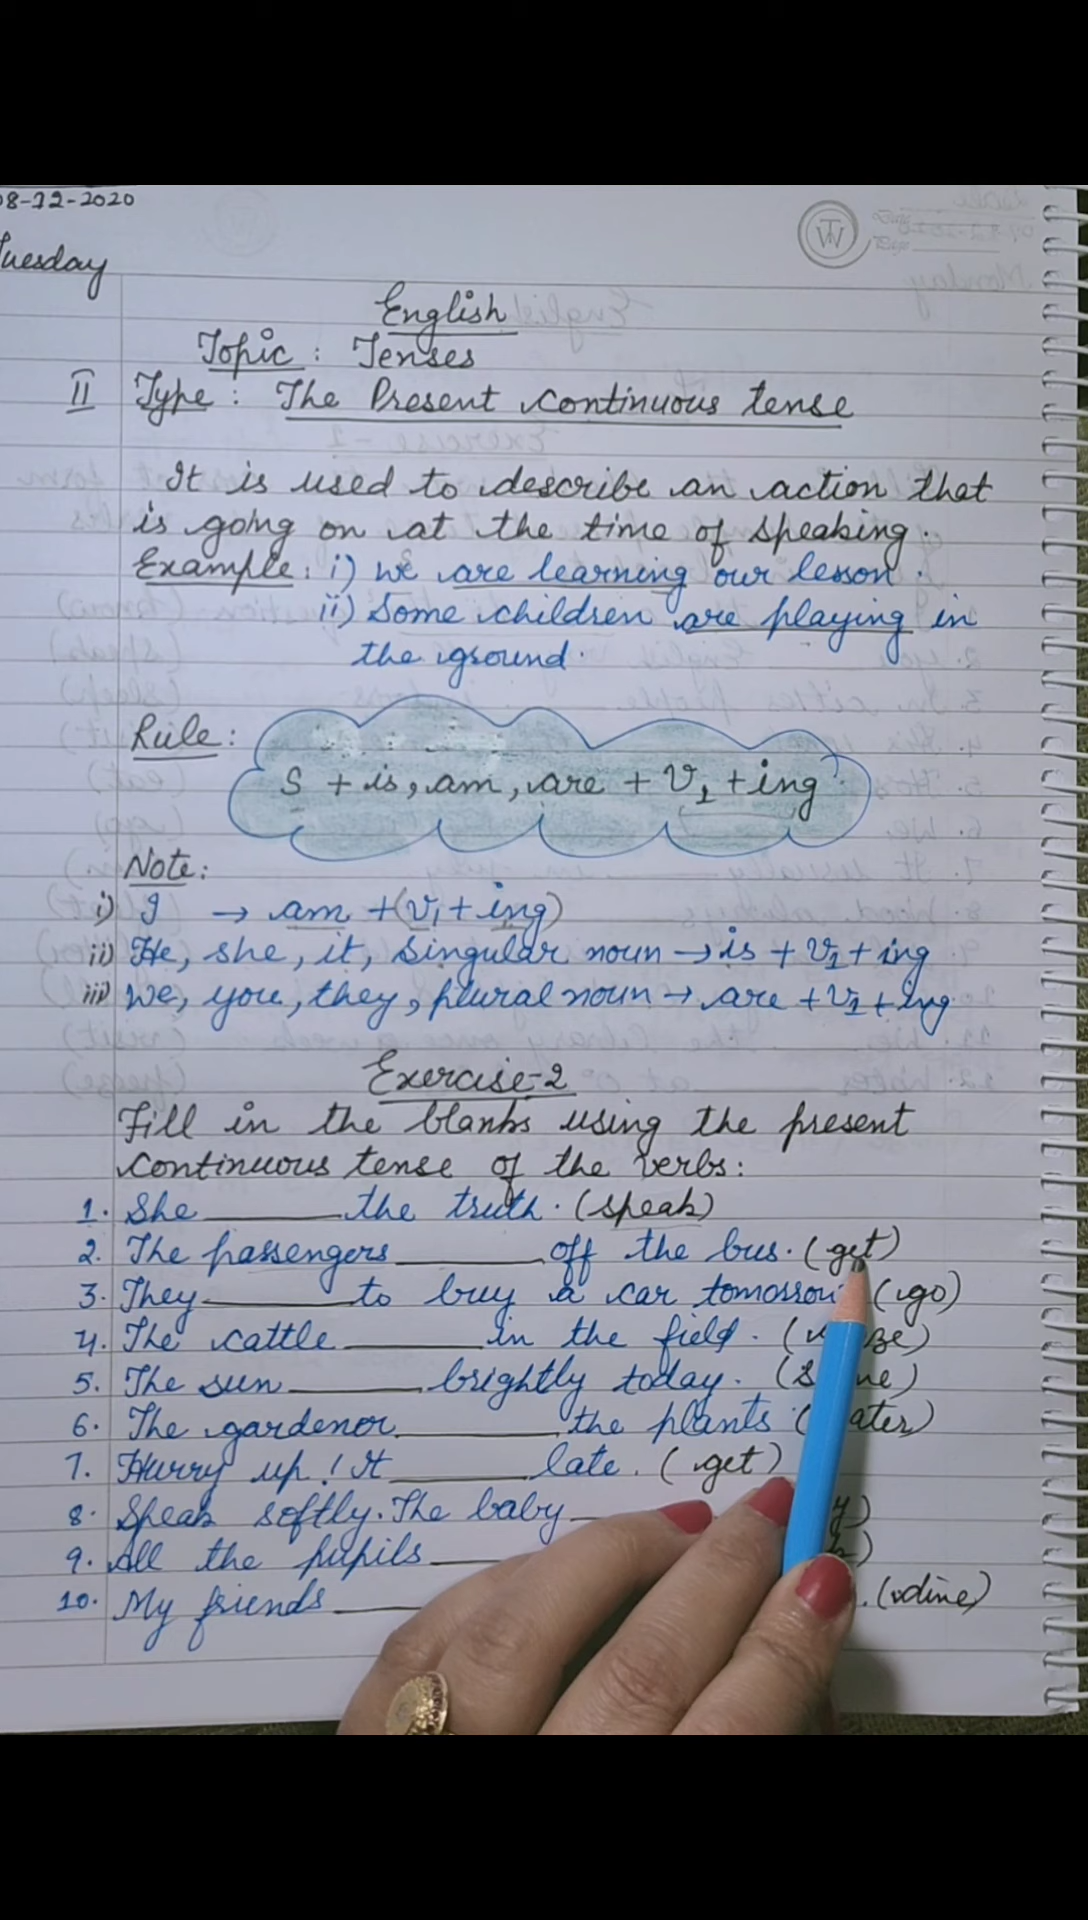 08-12-2020
Tuesday
English
Topic : Tenses
II Type : The Present continuous tense
It is used to describe an action that
is going on at the time of speaking.
Example : i) We are learning our lesson.
ii) Some children are playing in
the ground.
Rule :
S + is, am, are + V1 + ing
Note :
i) I → am + (V1 + ing)
ii) He, she, it, singular noun → is + V1 + ing
iii) We, you, they, plural noun → are + V1 + ing
Exercise-2
Fill in the blanks using the present
continuous tense of the verbs :
1. She ______ the truth. (speak)
2. The passengers ______ off the bus. (get)
3. They ______ to buy a car tomorrow (go)
4. The cattle ______ in the field.
5. The sun ______ brightly today.
6. The gardenor ______ the plants
7. Hurry up! It ______ late. (get)
8. Speak softly. The baby
9. All the pupils
10. My friends ______ . (dine)